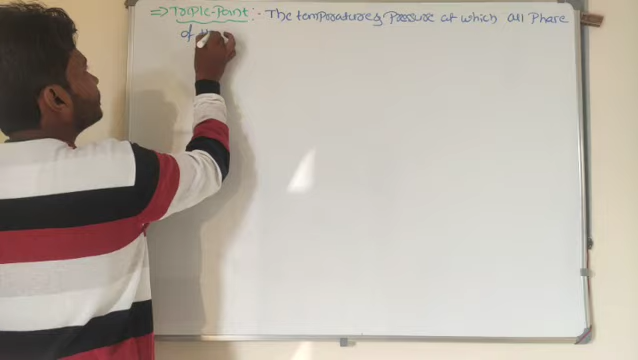 ⇒ Triple-Point :- The temperature & Pressure at which all Phase
of